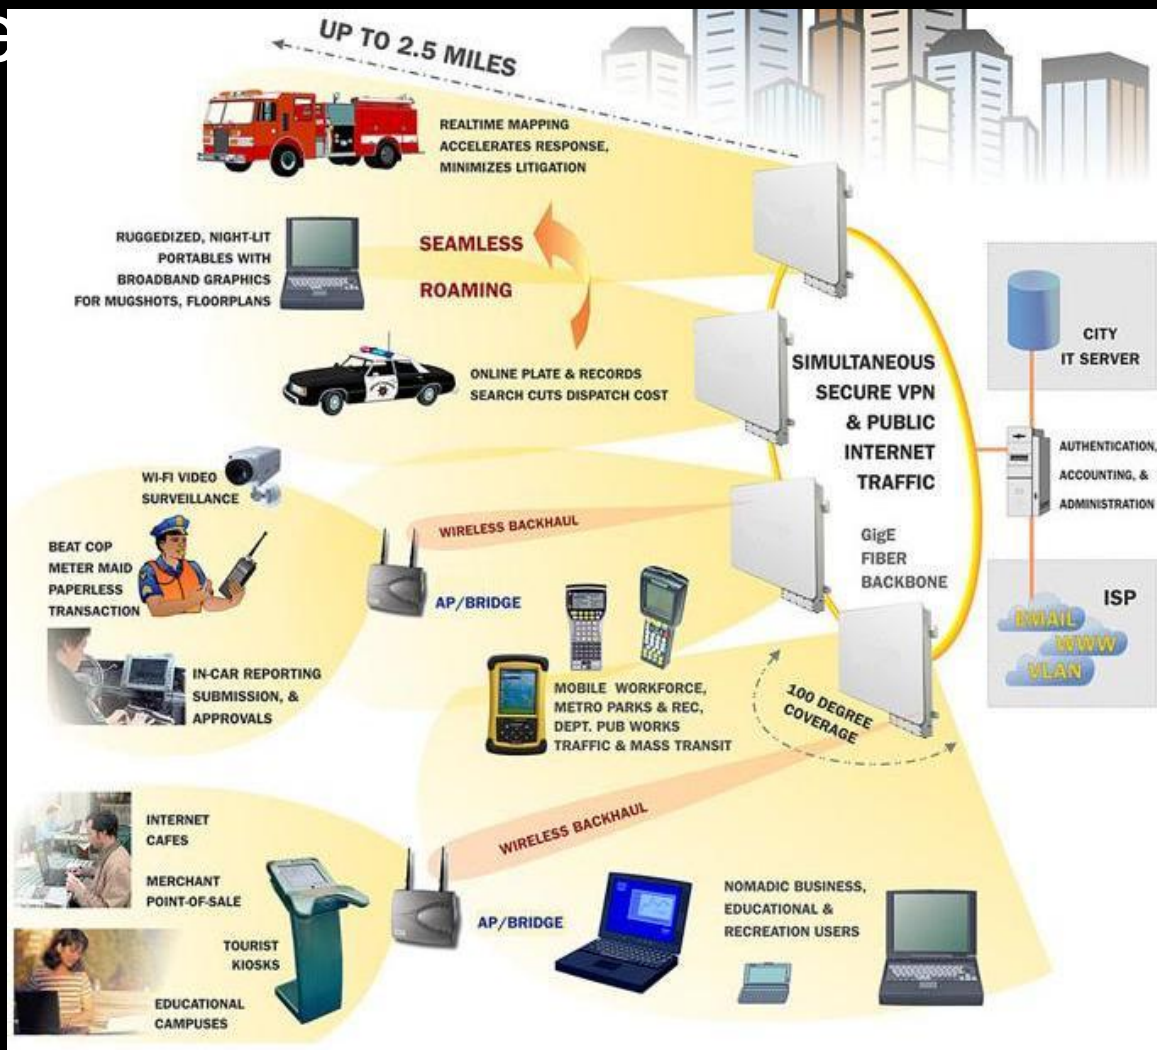 UP TO 2.5 MILES
REALTIME MAPPING
ACCELERATES RESPONSE,
MINIMIZES LITIGATION
RUGGEDIZED, NIGHT-LIT
PORTABLES WITH
BROADBAND GRAPHICS
FOR MUGSHOTS, FLOORPLANS
SEAMLESS
ROAMING
ONLINE PLATE & RECORDS
SEARCH CUTS DISPATCH COST
SIMULTANEOUS
SECURE VPN
& PUBLIC
INTERNET
TRAFFIC
CITY
IT SERVER
AUTHENTICATION,
ACCOUNTING, &
ADMINISTRATION
GigE
FIBER
BACKBONE
ISP
EMAIL
WWW
VLAN
WI-FI VIDEO
SURVEILLANCE
WIRELESS BACKHAUL
BEAT COP
METER MAID
PAPERLESS
TRANSACTION
AP/BRIDGE
IN-CAR REPORTING
SUBMISSION, &
APPROVALS
MOBILE WORKFORCE,
METRO PARKS & REC,
DEPT. PUB WORKS
TRAFFIC & MASS TRANSIT
100 DEGREE
COVERAGE
INTERNET
CAFES
MERCHANT
POINT-OF-SALE
WIRELESS BACKHAUL
TOURIST
KIOSKS
AP/BRIDGE
EDUCATIONAL
CAMPUSES
NOMADIC BUSINESS,
EDUCATIONAL &
RECREATION USERS